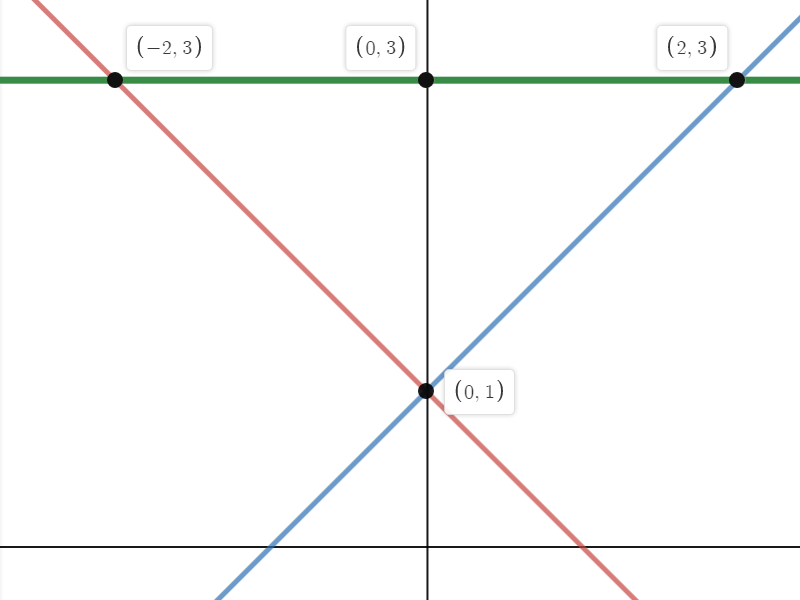 (−2, 3)
(0, 3)
(2, 3)
(0, 1)